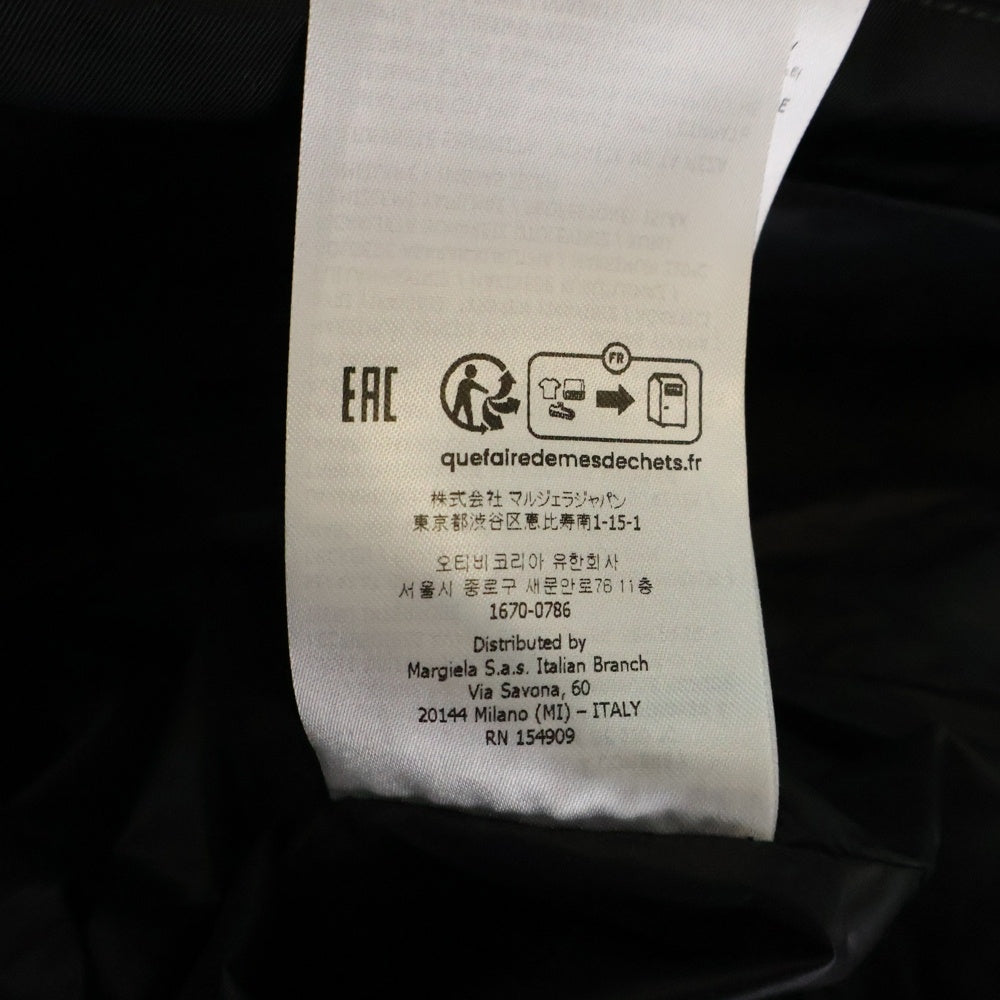 EAC
FR
quefairedemesdechets.fr
株式会社 マルジェラジャパン
東京都渋谷区恵比寿南1-15-1
오티비코리아 유한회사
서울시 종로구 새문안로76 11층
1670-0786
Distributed by
Margiela S.a.s. Italian Branch
Via Savona, 60
20144 Milano (MI) – ITALY
RN 154909
E